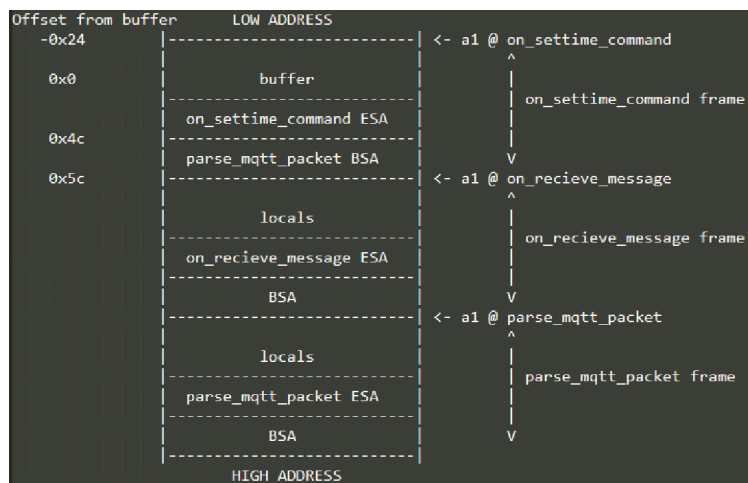 Offset from buffer LOW ADDRESS
-0x24 |---------------------------| <- a1 @ on_settime_command
| | ^
0x0 | buffer | |
|---------------------------| | on_settime_command frame
| on_settime_command ESA | |
0x4c |---------------------------| |
| parse_mqtt_packet BSA | V
0x5c |---------------------------| <- a1 @ on_recieve_message
| | ^
| locals | |
|---------------------------| | on_recieve_message frame
| on_recieve_message ESA | |
|---------------------------| |
| BSA | V
|---------------------------| <- a1 @ parse_mqtt_packet
| | ^
| locals | |
|---------------------------| | parse_mqtt_packet frame
| parse_mqtt_packet ESA | |
|---------------------------| |
| BSA | V
|---------------------------|
HIGH ADDRESS